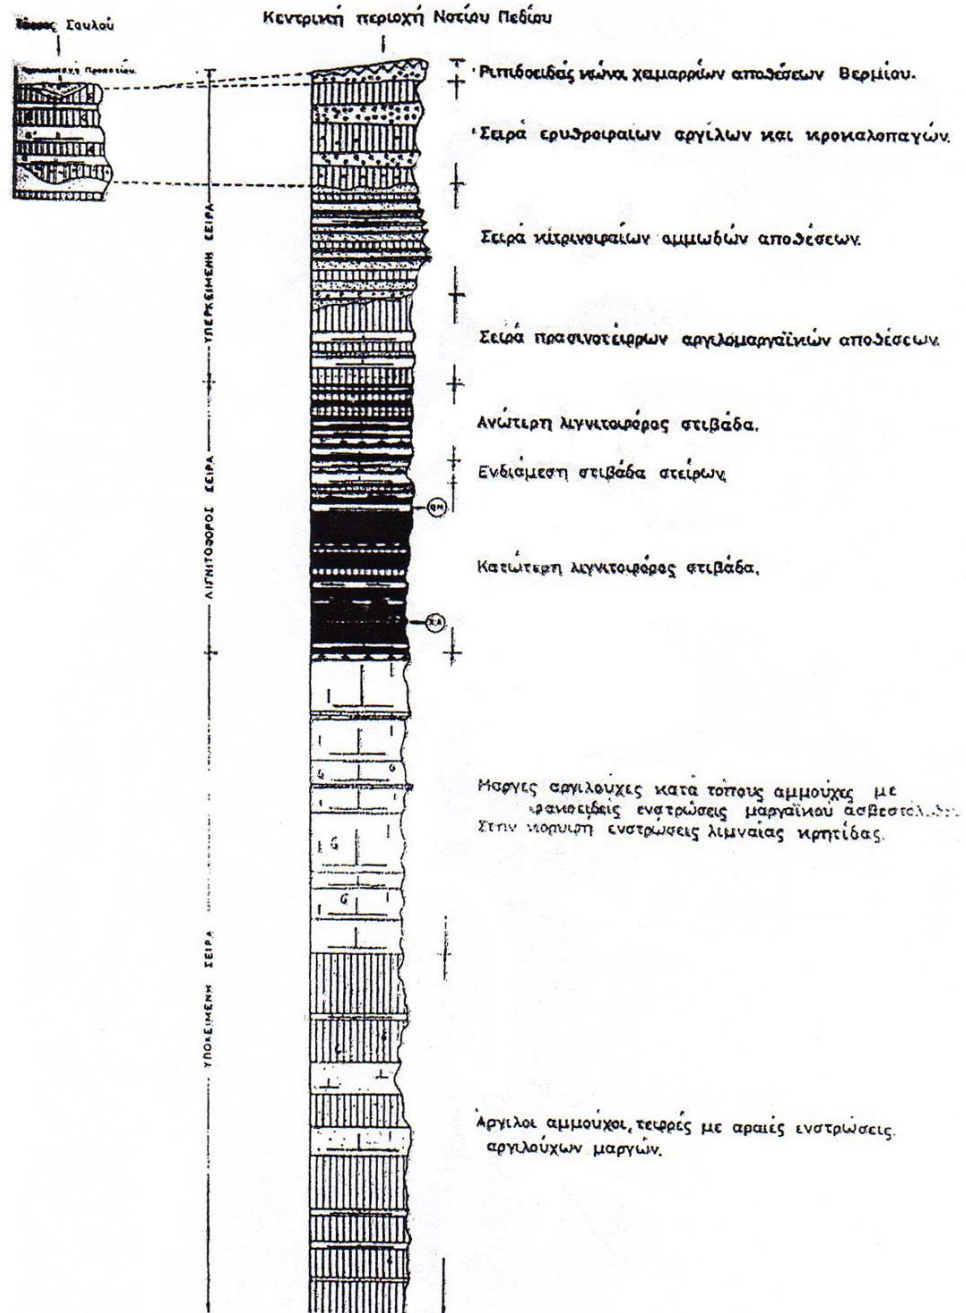 Τάφρος Σουλού
Κεντρική περιοχή Νοτίου Πεδίου
Ριπιδοειδής κώνοι χειμαρρίων αποθέσεων Βερμίου.
Σειρά ερυθροφαίων αργίλων και κροκαλοπαγών.
Σειρά κιτρινοφαίων αμμωδών αποθέσεων.
Σειρά πρασινοτέφρων αργιλομαργαϊκών αποθέσεων.
ΥΠΕΡΚΕΙΜΕΝΗ ΣΕΙΡΑ
Ανώτερη λιγνιτοφόρος στιβάδα.
Ενδιάμεση στιβάδα στείρων.
Κατώτερη λιγνιτοφόρος στιβάδα.
ΛΙΓΝΙΤΟΦΟΡΟΣ ΣΕΙΡΑ
Μάργες αργιλούχες κατά τόπους αμμούχες με
φακοειδείς ενστρώσεις μαργαϊκού
Στην κορυφή ενστρώσεις λιμναίας κρητίδας.
ΥΠΟΚΕΙΜΕΝΗ ΣΕΙΡΑ
Άργιλοι αμμούχοι, τεφρές με αραιές ενστρώσεις.
αργιλούχων μαργών.